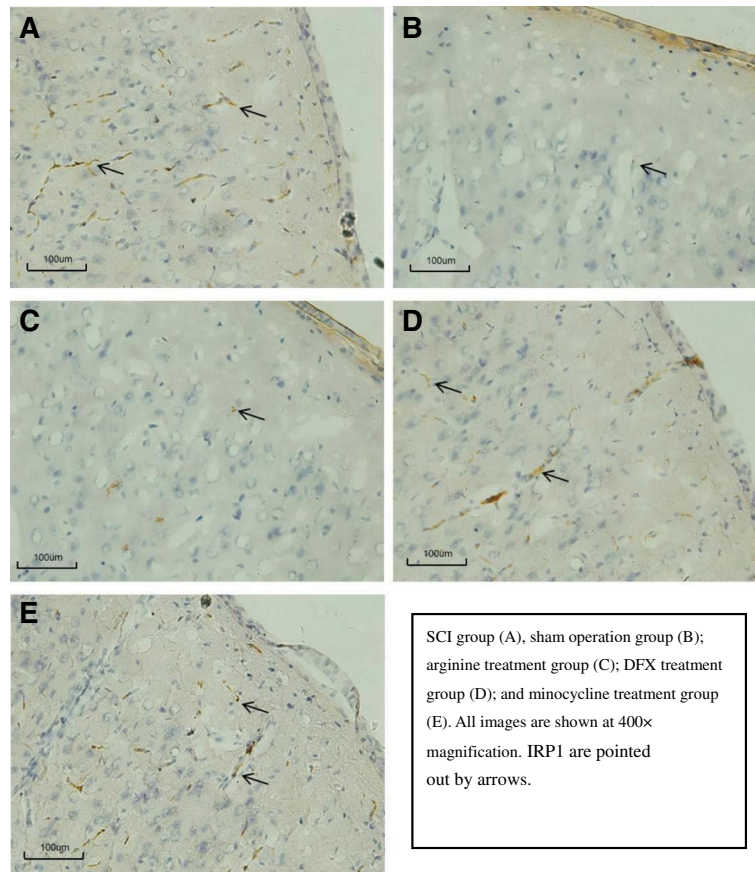 A
100um
B
100um
C
100um
D
100um
E
100um
SCI group (A), sham operation group (B);
arginine treatment group (C); DFX treatment
group (D); and minocycline treatment group
(E). All images are shown at 400×
magnification. IRP1 are pointed
out by arrows.